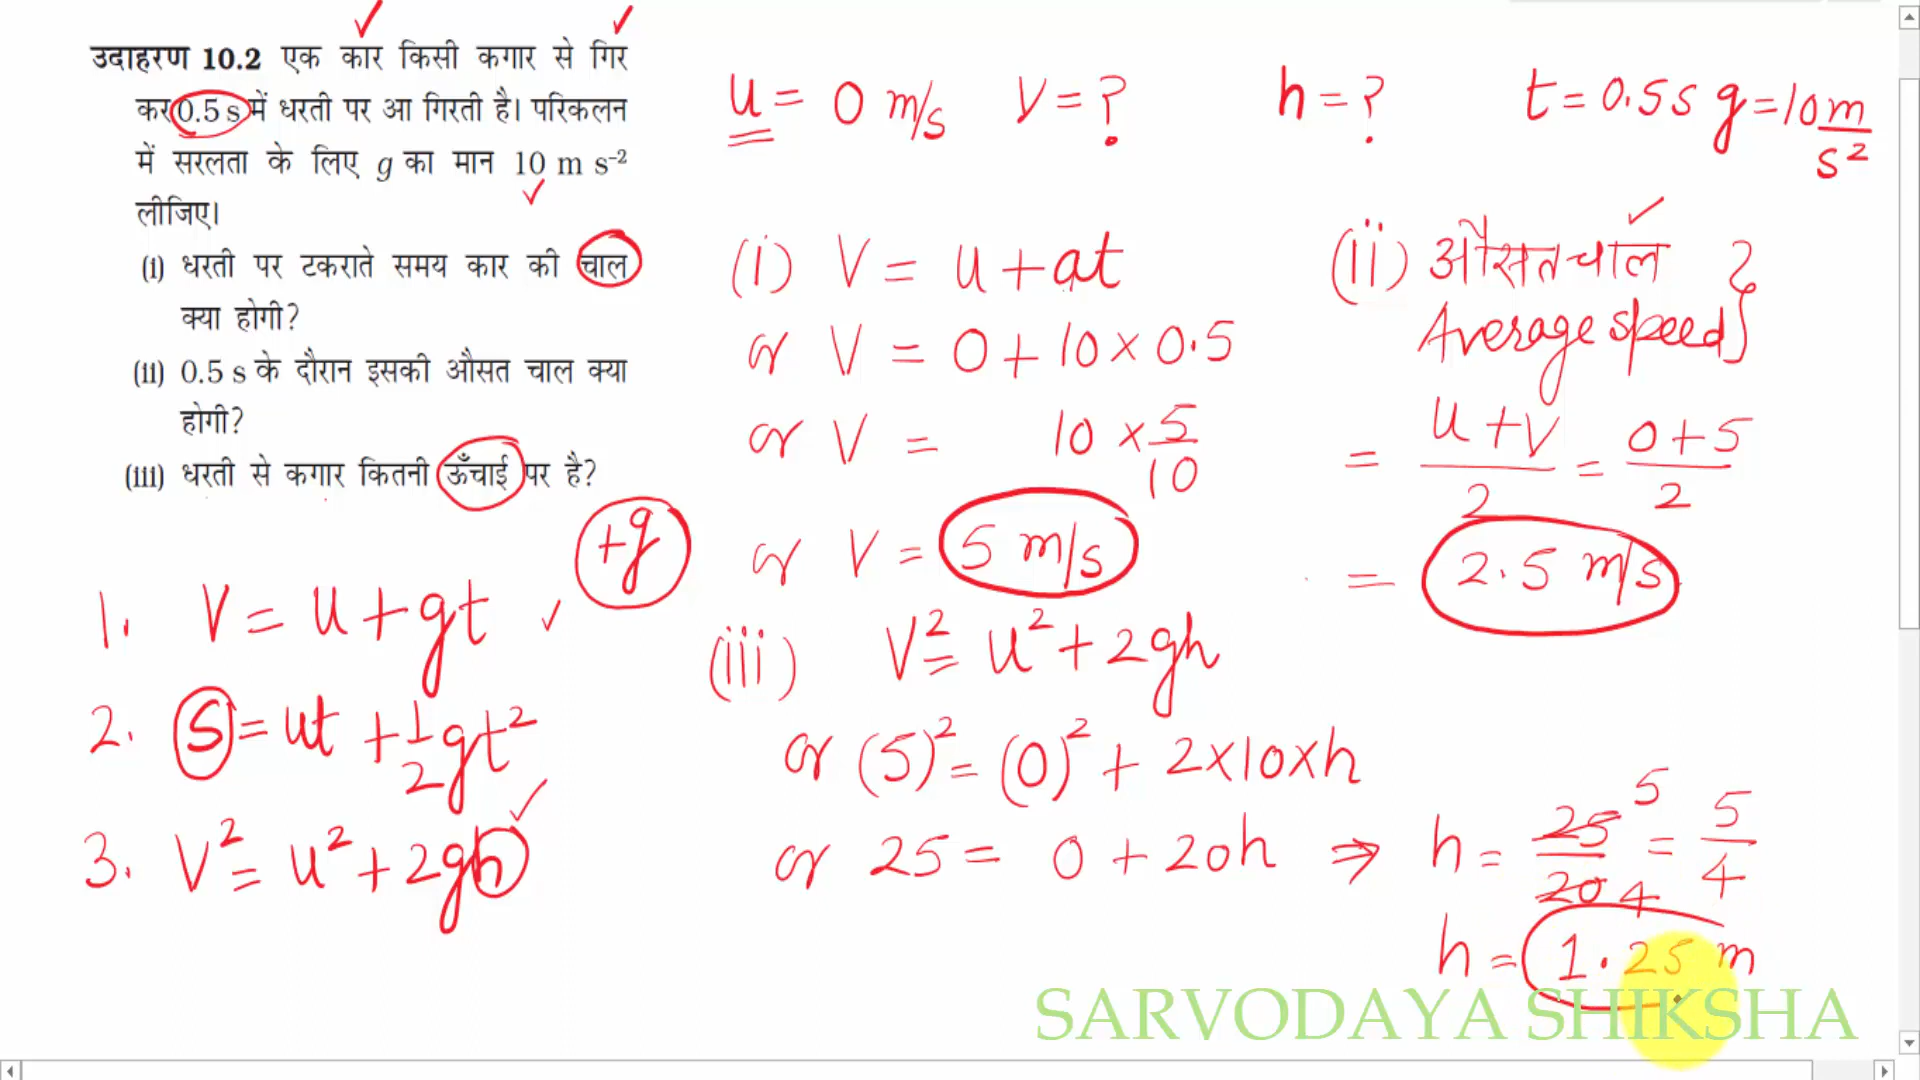 उदाहरण 10.2 एक कार किसी कगार से गिर
कर 0.5 s में धरती पर आ गिरती है। परिकलन
में सरलता के लिए g का मान 10 m s⁻²
लीजिए।
(i) धरती पर टकराते समय कार की चाल
क्या होगी?
(ii) 0.5 s के दौरान इसकी औसत चाल क्या
होगी?
(iii) धरती से कगार कितनी ऊँचाई पर है?
+g
1. V = u + gt
2. S = ut + 1/2 gt²
3. V² = u² + 2gh
u = 0 m/s V = ? h = ? t = 0.5s g = 10 m/s²
(i) V = u + at
or V = 0 + 10 × 0.5
or V = 10 × 5/10
or V = 5 m/s
(ii) औसत चाल
Average speed
= u + V/2 = 0 + 5/2
= 2.5 m/s
(iii) V² = u² + 2gh
or (5)² = (0)² + 2×10×h
or 25 = 0 + 20h ⇒ h = 25 5/20 4 = 5/4
h = 1.25 m
SARVODAYA SHIKSHA